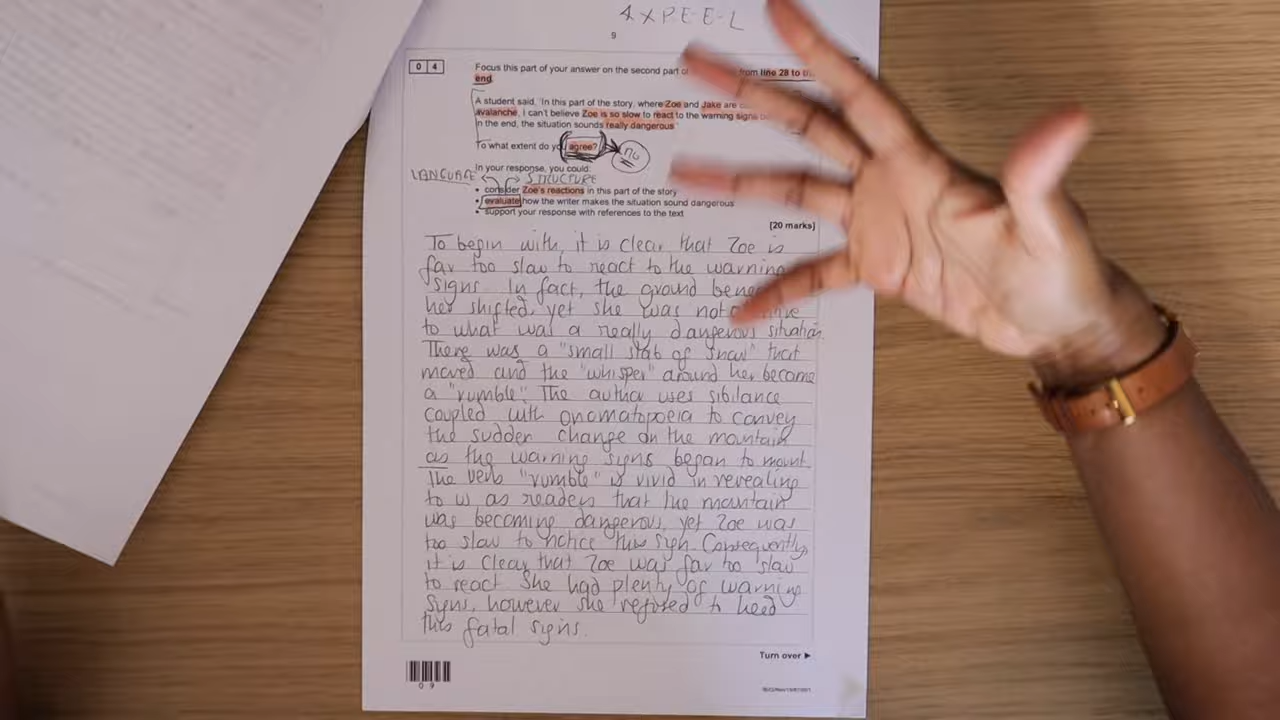 4 x P-E-E-L
9
0 4
Focus this part of your answer on the second part from line 28 to
end.
A student said, 'In this part of the story, where Zoe and Jake are
avalanche, I can't believe Zoe is so slow to react to the warning signs
in the end, the situation sounds really dangerous'
To what extent do you agree?
no
In your response, you could:
LANGUAGE STRUCTURE
• consider Zoe's reactions in this part of the story
• evaluate how the writer makes the situation sound dangerous
• support your response with references to the text
[20 marks]
To begin with, it is clear that Zoe is
far too slow to react to the warning
signs. In fact, the ground
her shifted, yet she was not
to what was a really dangerous situation.
There was a "small slab of snow" that
moved and the "whisper" around her became
a "rumble". The author uses sibilance
coupled with onomatopoeia to convey
the sudden change on the mountain
as the warning signs began to mount.
The verb "rumble" is vivid in revealing
to us as readers that the mountain
was becoming dangerous, yet Zoe was
too slow to notice this sign. Consequently,
it is clear that Zoe was far too slow
to react. She had plenty of warning
signs, however she refused to heed
this fatal signs.
Turn over ►
0 9